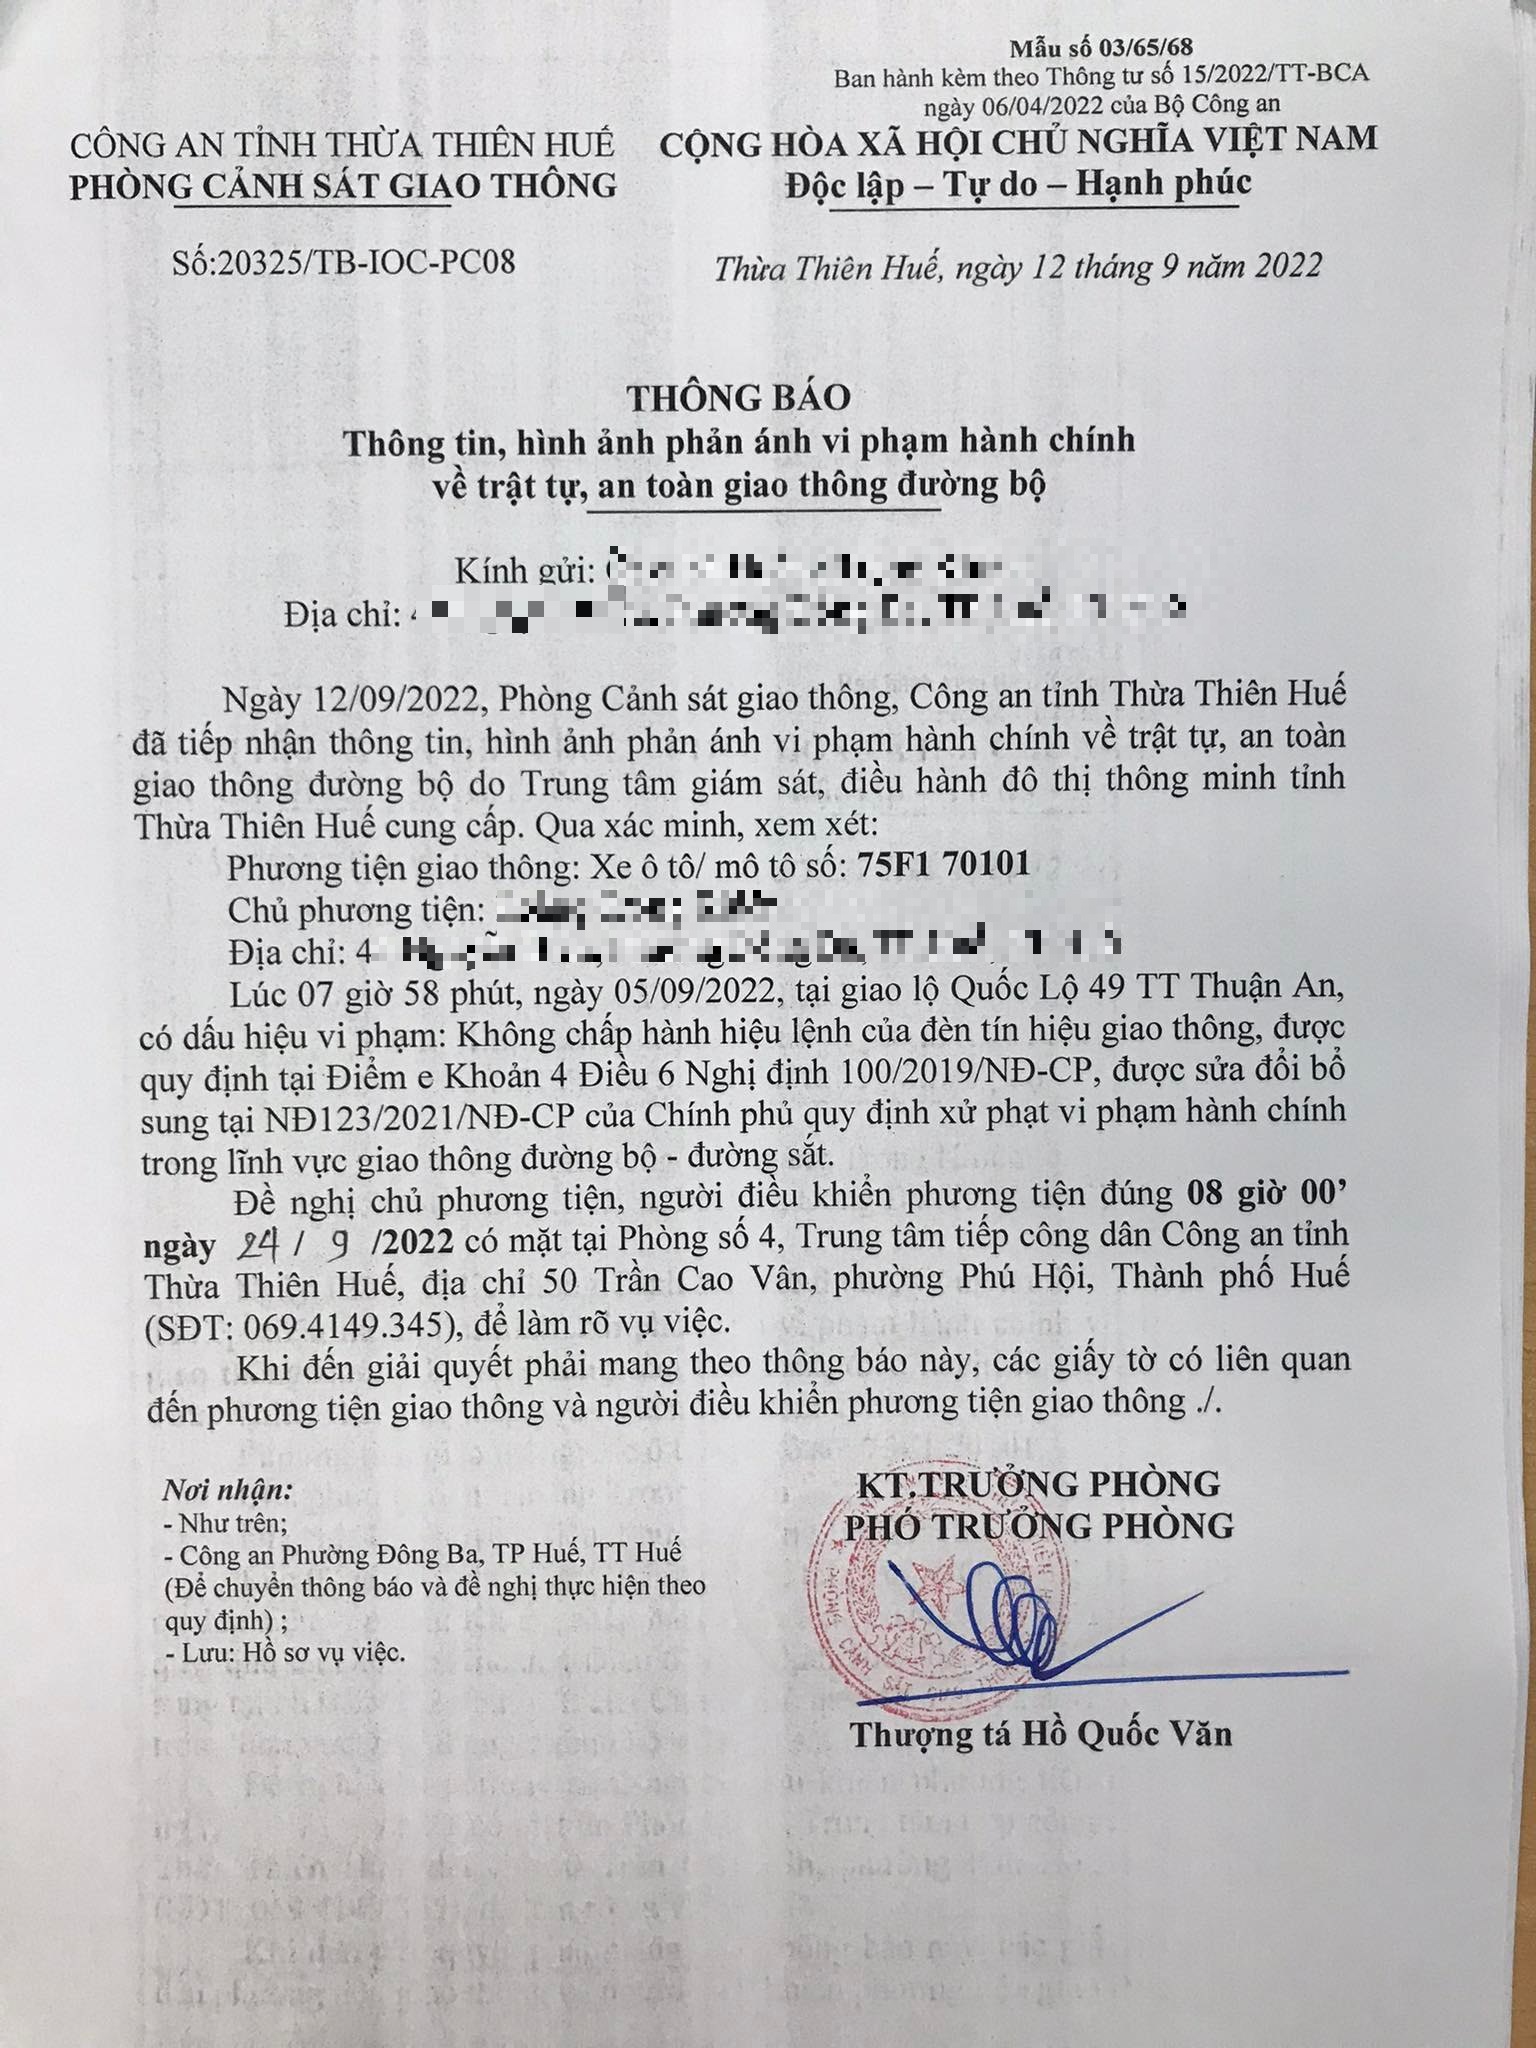 Mẫu số 03/65/68
Ban hành kèm theo Thông tư số 15/2022/TT-BCA
ngày 06/04/2022 của Bộ Công an
CÔNG AN TỈNH THỪA THIÊN HUẾ
PHÒNG CẢNH SÁT GIAO THÔNG
CỘNG HÒA XÃ HỘI CHỦ NGHĨA VIỆT NAM
Độc lập – Tự do – Hạnh phúc
Số:20325/TB-IOC-PC08
Thừa Thiên Huế, ngày 12 tháng 9 năm 2022
THÔNG BÁO
Thông tin, hình ảnh phản ánh vi phạm hành chính
về trật tự, an toàn giao thông đường bộ
Kính gửi:
Địa chỉ:
Ngày 12/09/2022, Phòng Cảnh sát giao thông, Công an tỉnh Thừa Thiên Huế
đã tiếp nhận thông tin, hình ảnh phản ánh vi phạm hành chính về trật tự, an toàn
giao thông đường bộ do Trung tâm giám sát, điều hành đô thị thông minh tỉnh
Thừa Thiên Huế cung cấp. Qua xác minh, xem xét:
Phương tiện giao thông: Xe ô tô/ mô tô số: 75F1 70101
Chủ phương tiện:
Địa chỉ: 4
Lúc 07 giờ 58 phút, ngày 05/09/2022, tại giao lộ Quốc Lộ 49 TT Thuận An,
có dấu hiệu vi phạm: Không chấp hành hiệu lệnh của đèn tín hiệu giao thông, được
quy định tại Điểm e Khoản 4 Điều 6 Nghị định 100/2019/NĐ-CP, được sửa đổi bổ
sung tại NĐ123/2021/NĐ-CP của Chính phủ quy định xử phạt vi phạm hành chính
trong lĩnh vực giao thông đường bộ - đường sắt.
Đề nghị chủ phương tiện, người điều khiển phương tiện đúng 08 giờ 00’
ngày 24 / 9 /2022 có mặt tại Phòng số 4, Trung tâm tiếp công dân Công an tỉnh
Thừa Thiên Huế, địa chỉ 50 Trần Cao Vân, phường Phú Hội, Thành phố Huế
(SĐT: 069.4149.345), để làm rõ vụ việc.
Khi đến giải quyết phải mang theo thông báo này, các giấy tờ có liên quan
đến phương tiện giao thông và người điều khiển phương tiện giao thông ./.
Nơi nhận:
- Như trên;
- Công an Phường Đông Ba, TP Huế, TT Huế
(Để chuyển thông báo và đề nghị thực hiện theo
quy định) ;
- Lưu: Hồ sơ vụ việc.
KT.TRƯỞNG PHÒNG
PHÓ TRƯỞNG PHÒNG
PHÒNG CẢNH SÁT GIAO THÔNG
Thượng tá Hồ Quốc Văn